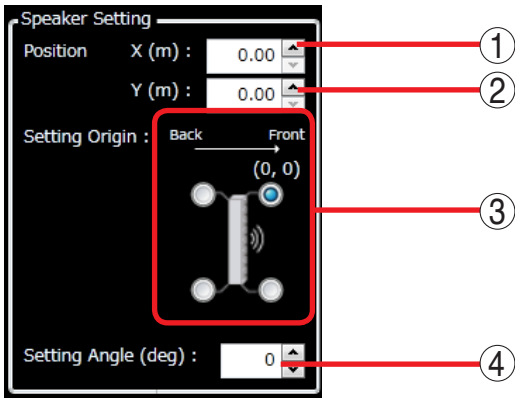 Speaker Setting
Position X (m) : 0.00 ①
Y (m) : 0.00 ②
Setting Origin : Back Front
(0, 0)
③
Setting Angle (deg) : 0 ④